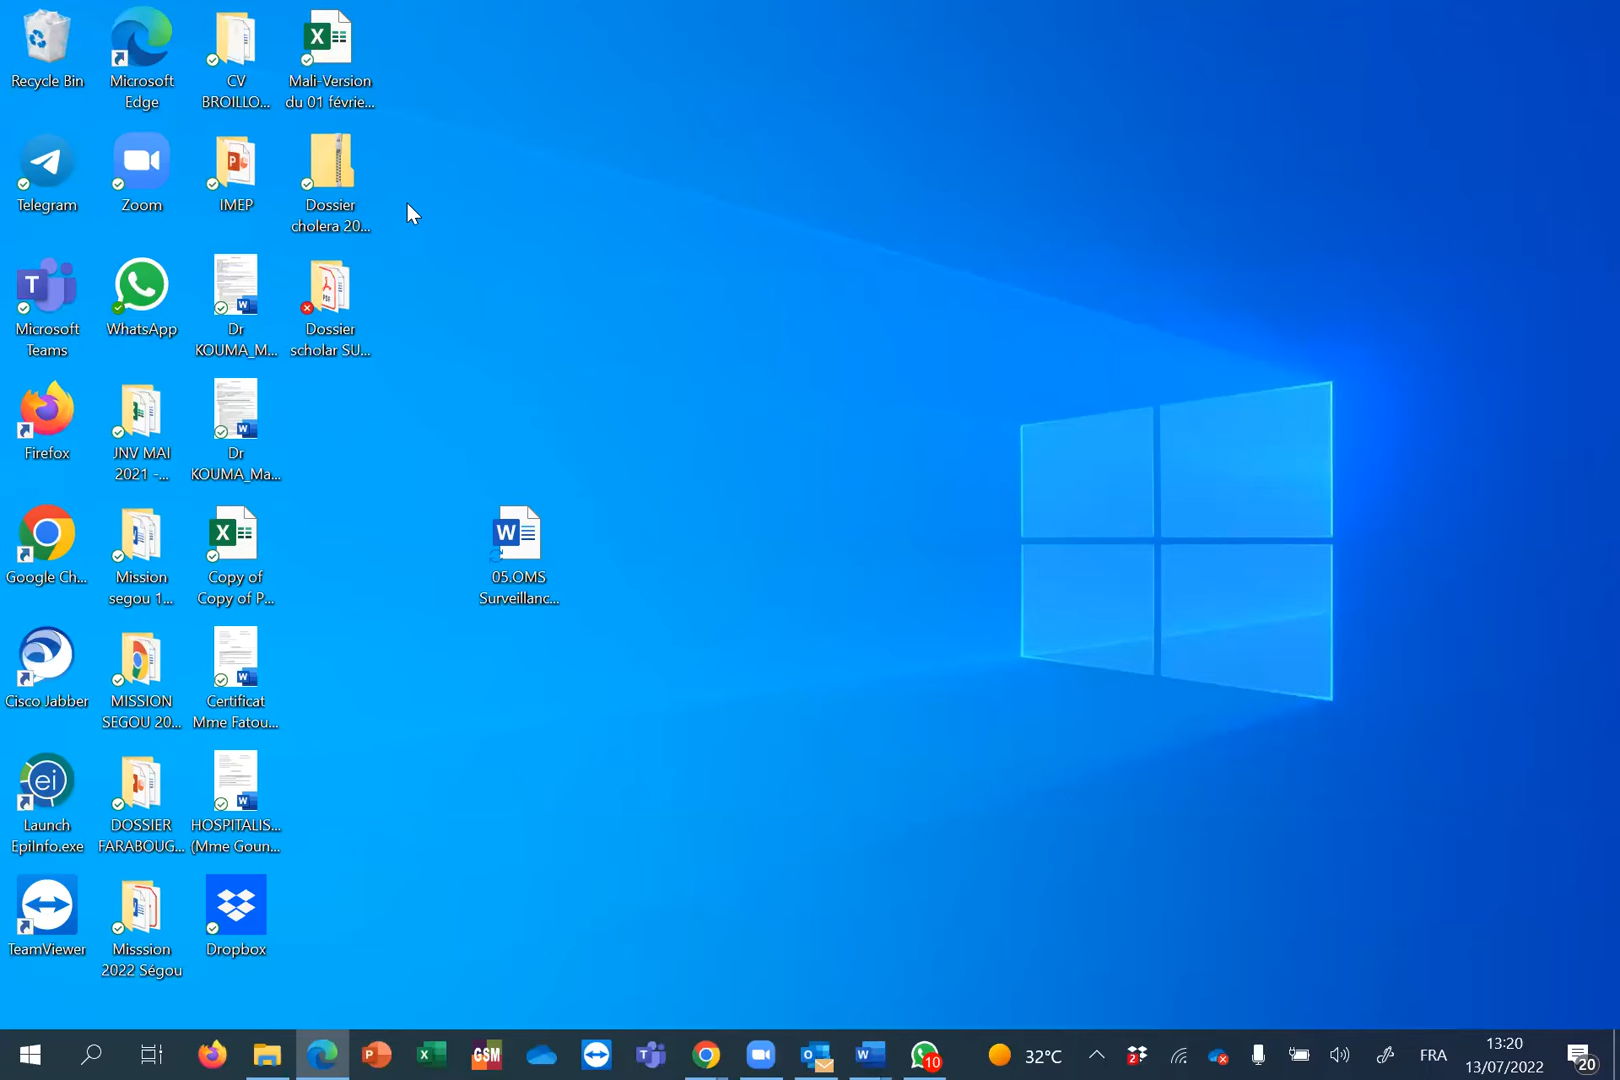 Recycle Bin
Microsoft
Edge
CV
BROILLO...
Mali-Version
du 01 févrie...
Telegram
Zoom
IMEP
Dossier
cholera 20...
Microsoft
Teams
WhatsApp
Dr
KOUMA_M...
Dossier
scholar SU...
Firefox
JNV MAI
2021 -...
Dr
KOUMA_Ma...
Google Ch...
Mission
segou 1...
Copy of
Copy of P...
05.OMS
Surveillanc...
Cisco Jabber
MISSION
SEGOU 20...
Certificat
Mme Fatou...
Launch
EpiInfo.exe
DOSSIER
FARABOUG...
HOSPITALIS...
(Mme Goun...
TeamViewer
Misssion
2022 Ségou
Dropbox
GSM
10
32°C
2
FRA
13:20
13/07/2022
20